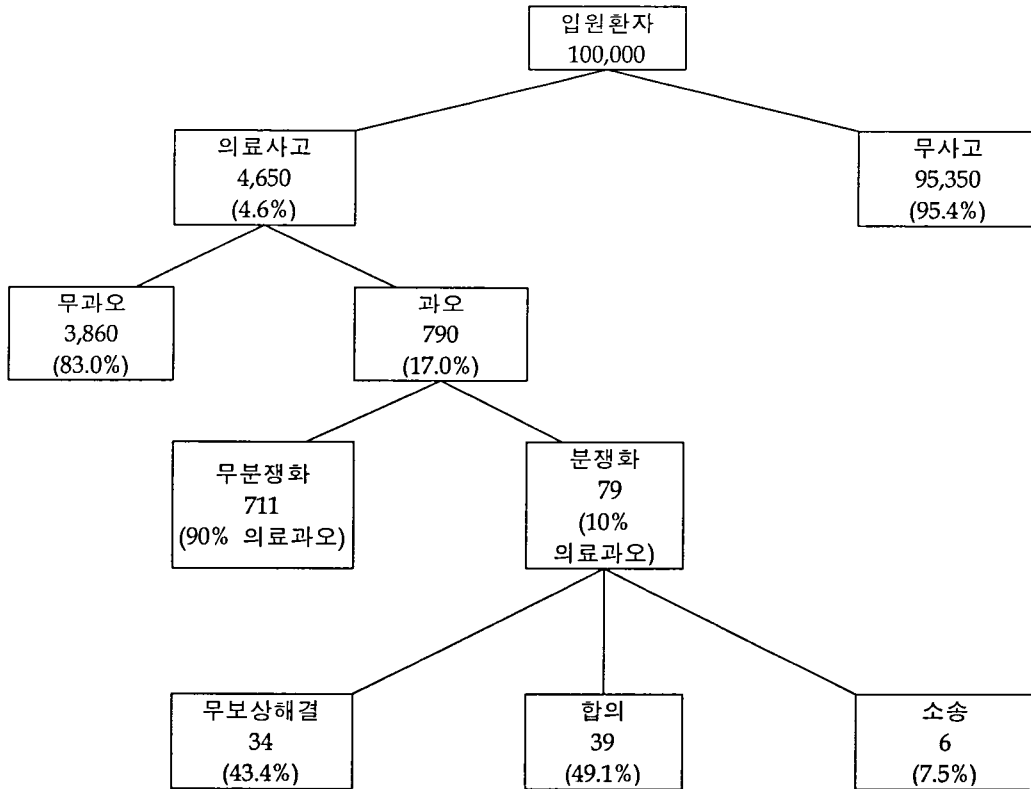 입원환자
100,000
의료사고
4,650
(4.6%)
무사고
95,350
(95.4%)
무과오
3,860
(83.0%)
과오
790
(17.0%)
무분쟁화
711
(90% 의료과오)
분쟁화
79
(10%
의료과오)
무보상해결
34
(43.4%)
합의
39
(49.1%)
소송
6
(7.5%)